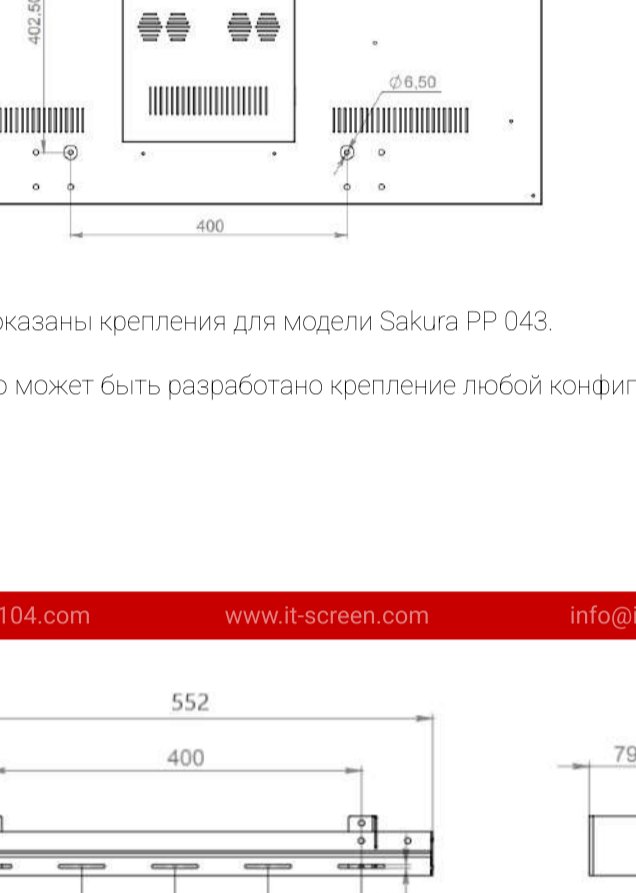 402,50
Ø6,50
400
оказаны крепления для модели Sakura PP 043.
о может быть разработано крепление любой конфиг
104.com www.it-screen.com info@i
552
400
79